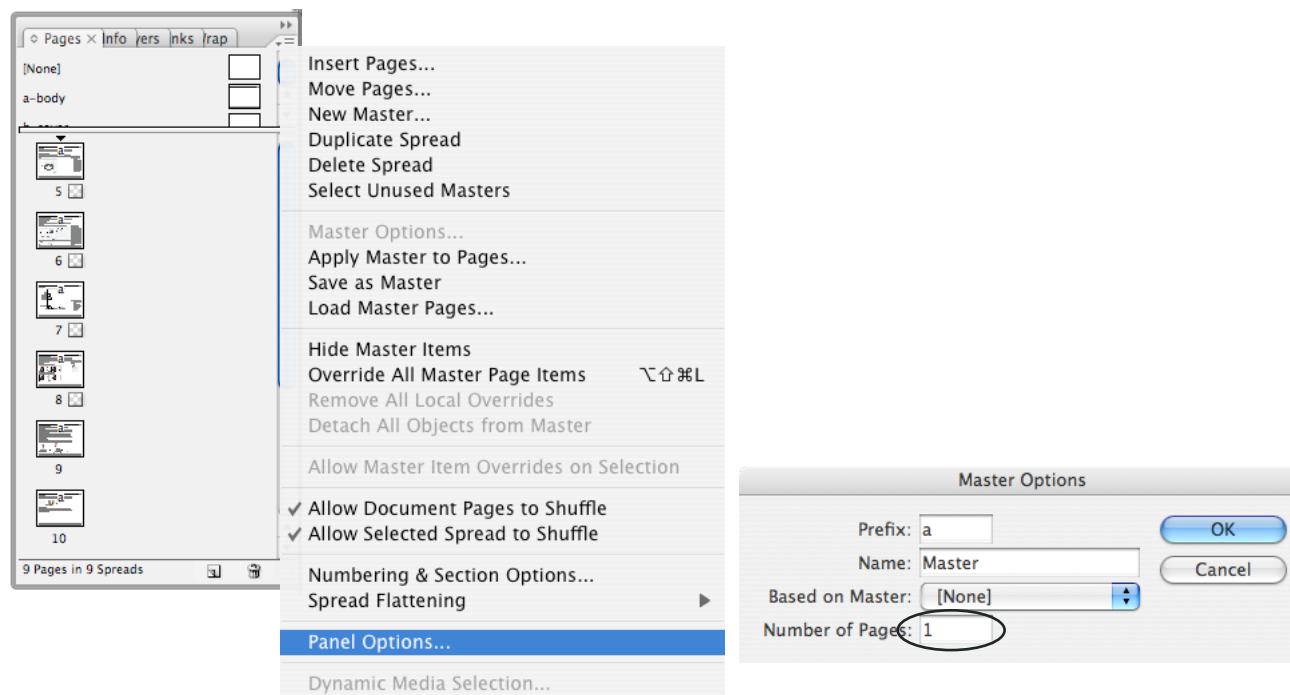 Pages × Info yers inks rap
[None]
a-body
5
6
7
8
9
10
9 Pages in 9 Spreads
Insert Pages...
Move Pages...
New Master...
Duplicate Spread
Delete Spread
Select Unused Masters
Master Options...
Apply Master to Pages...
Save as Master
Load Master Pages...
Hide Master Items
Override All Master Page Items ⌥⇧⌘L
Remove All Local Overrides
Detach All Objects from Master
Allow Master Item Overrides on Selection
✓ Allow Document Pages to Shuffle
✓ Allow Selected Spread to Shuffle
Numbering & Section Options...
Spread Flattening
Panel Options...
Dynamic Media Selection...
Master Options
Prefix: a
OK
Name: Master
Cancel
Based on Master: [None]
Number of Pages: 1